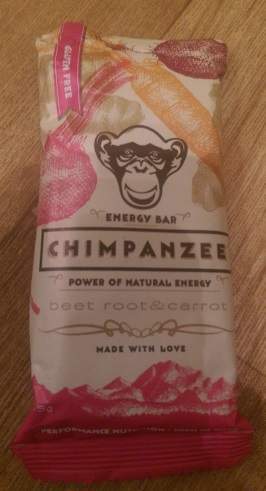 GLUTEN FREE
ENERGY BAR
CHIMPANZEE
POWER OF NATURAL ENERGY
beet root & carrot
MADE WITH LOVE
PERFORMANCE NUTRITION